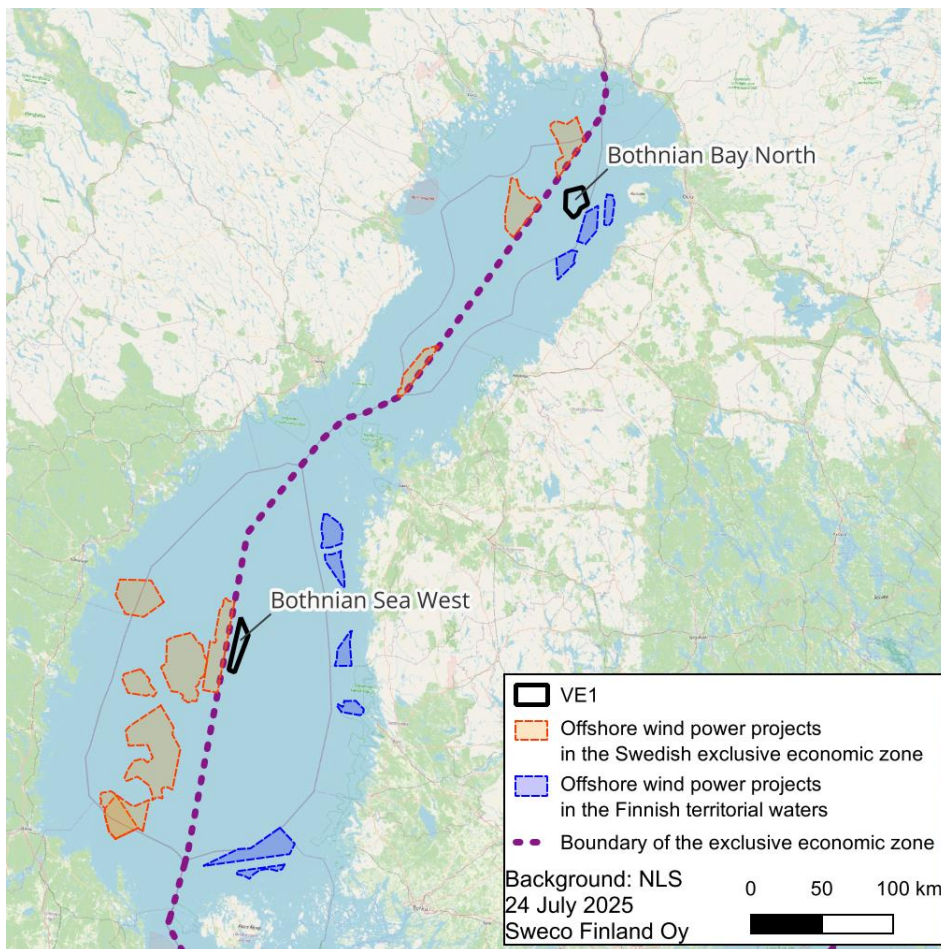 Bothnian Bay North
Bothnian Sea West
VE1
Offshore wind power projects
in the Swedish exclusive economic zone
Offshore wind power projects
in the Finnish territorial waters
Boundary of the exclusive economic zone
Background: NLS
24 July 2025
Sweco Finland Oy
0 50 100 km